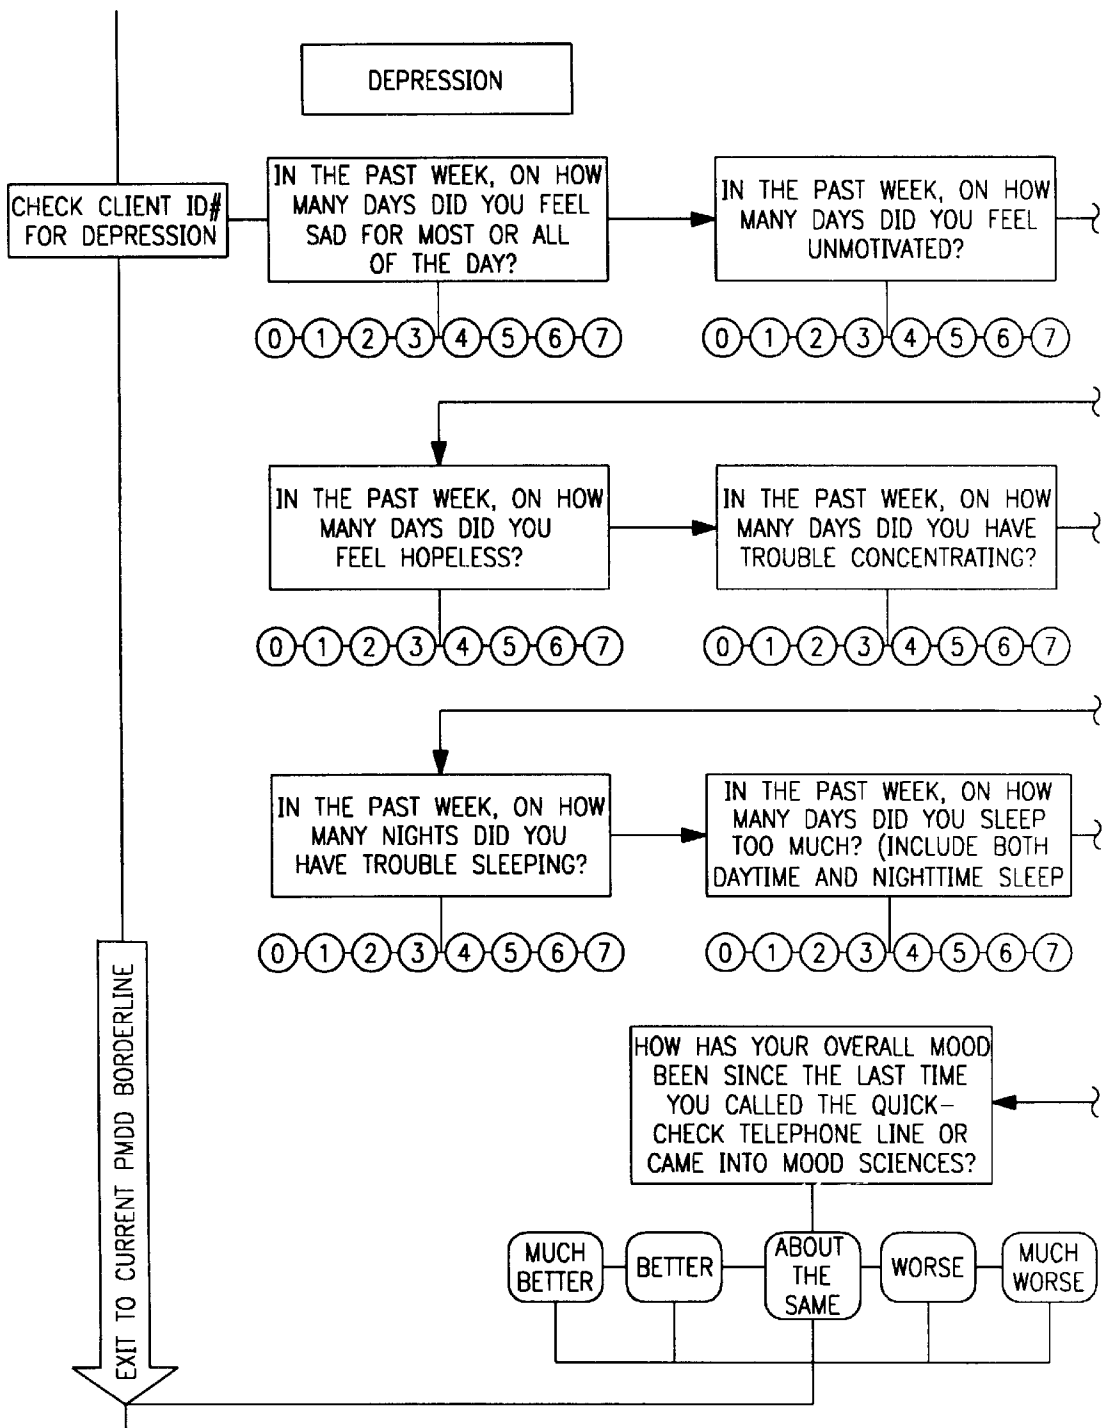 DEPRESSION
CHECK CLIENT ID#
FOR DEPRESSION
IN THE PAST WEEK, ON HOW
MANY DAYS DID YOU FEEL
SAD FOR MOST OR ALL
OF THE DAY?
0 1 2 3 4 5 6 7
IN THE PAST WEEK, ON HOW
MANY DAYS DID YOU FEEL
UNMOTIVATED?
0 1 2 3 4 5 6 7
IN THE PAST WEEK, ON HOW
MANY DAYS DID YOU
FEEL HOPELESS?
0 1 2 3 4 5 6 7
IN THE PAST WEEK, ON HOW
MANY DAYS DID YOU HAVE
TROUBLE CONCENTRATING?
0 1 2 3 4 5 6 7
IN THE PAST WEEK, ON HOW
MANY NIGHTS DID YOU
HAVE TROUBLE SLEEPING?
0 1 2 3 4 5 6 7
IN THE PAST WEEK, ON HOW
MANY DAYS DID YOU SLEEP
TOO MUCH? (INCLUDE BOTH
DAYTIME AND NIGHTTIME SLEEP
0 1 2 3 4 5 6 7
EXIT TO CURRENT PMDD BORDERLINE
HOW HAS YOUR OVERALL MOOD
BEEN SINCE THE LAST TIME
YOU CALLED THE QUICK-
CHECK TELEPHONE LINE OR
CAME INTO MOOD SCIENCES?
MUCH
BETTER
BETTER
ABOUT
THE
SAME
WORSE
MUCH
WORSE